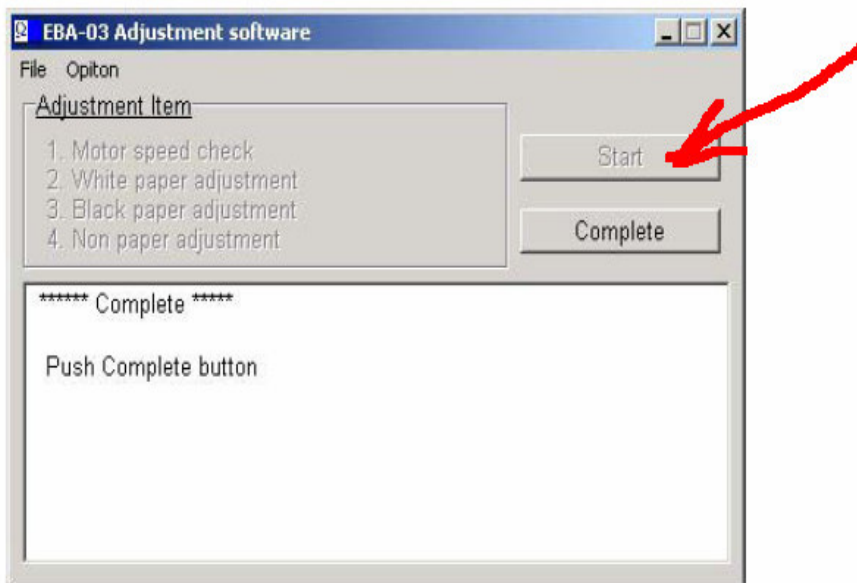 EBA-03 Adjustment software
File Opiton
Adjustment Item
1. Motor speed check
2. White paper adjustment
3. Black paper adjustment
4. Non paper adjustment
Start
Complete
****** Complete *****
Push Complete button